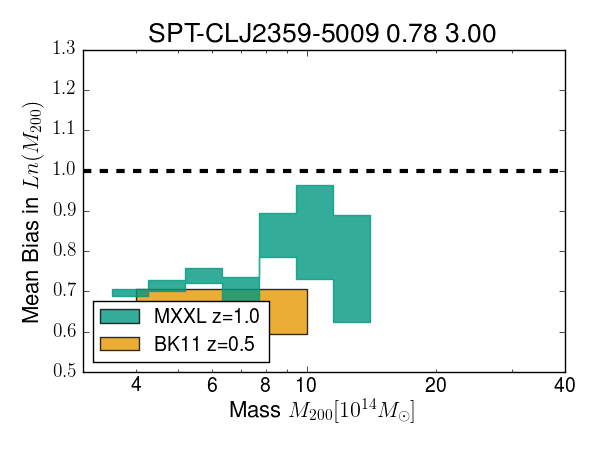 SPT-CLJ2359-5009 0.78 3.00
1.3
1.2
1.1
1.0
0.9
0.8
0.7
0.6
0.5
Mean Bias in Ln(M₂₀₀)
MXXL z=1.0
BK11 z=0.5
4 6 8 10 20 40
Mass M₂₀₀[10¹⁴M☉]